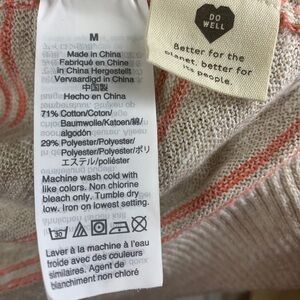 M
Made in China
Fabriqué en Chine
in China Hergestellt
Vervaardigd in China
中国製
Hecho en China
71% Cotton/Coton/
Baumwolle/Katoen/綿/
algodón
29% Polyester/Polyester/
Polyester/Polyester/ポリ
エステル/poliéster
Machine wash cold with
like colors. Non chlorine
bleach only. Tumble dry
low. Iron on lowest setting.
30
Laver à la machine à l'eau
froide avec des couleurs
similaires. Agent de
blanchiment non chloré
DO
WELL
Better for the
planet. better for
its people.